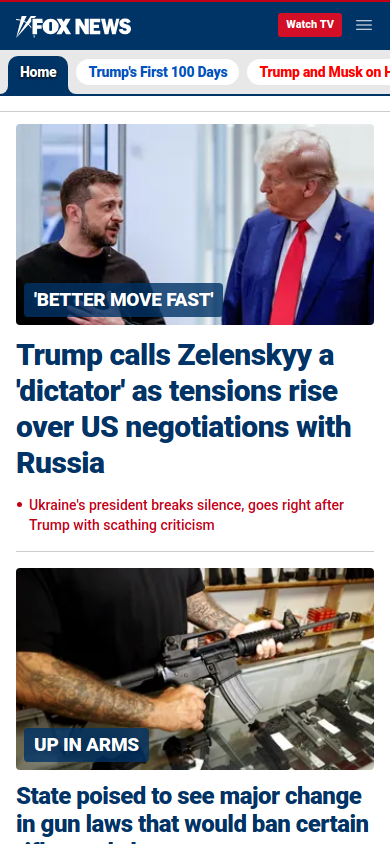 FOX NEWS
Watch TV
Home
Trump's First 100 Days
Trump and Musk on
'BETTER MOVE FAST'
Trump calls Zelenskyy a
'dictator' as tensions rise
over US negotiations with
Russia
Ukraine's president breaks silence, goes right after
Trump with scathing criticism
UP IN ARMS
State poised to see major change
in gun laws that would ban certain